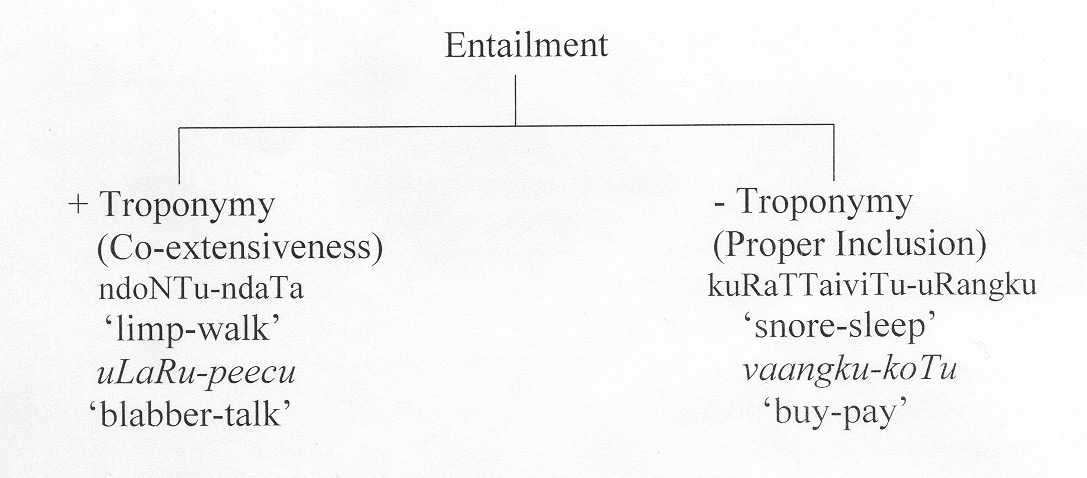 Entailment
+ Troponymy
(Co-extensiveness)
ndoNTu-ndaTa
‘limp-walk’
uLaRu-peecu
‘blabber-talk’
- Troponymy
(Proper Inclusion)
kuRaTTaiviTu-uRangku
‘snore-sleep’
vaangku-koTu
‘buy-pay’